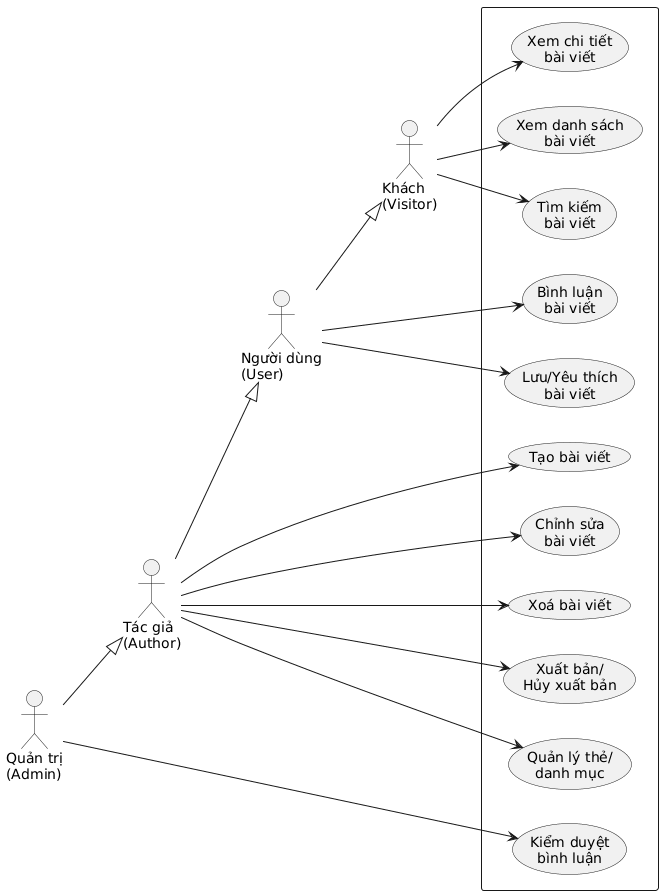 Xem chi tiết
bài viết
Xem danh sách
bài viết
Khách
(Visitor)
Tìm kiếm
bài viết
Bình luận
bài viết
Người dùng
(User)
Lưu/Yêu thích
bài viết
Tạo bài viết
Chỉnh sửa
bài viết
Tác giả
(Author)
Xoá bài viết
Xuất bản/
Hủy xuất bản
Quản trị
(Admin)
Quản lý thẻ/
danh mục
Kiểm duyệt
bình luận